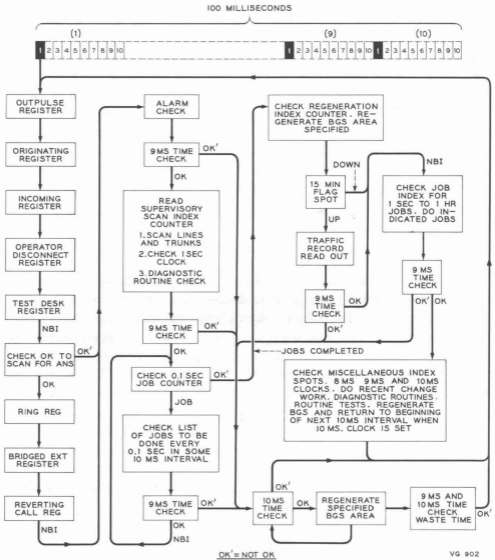 100 MILLISECONDS
(1)
(9)
(10)
1 2 3 4 5 6 7 8 9 10
1 2 3 4 5 6 7 8 9 10
1 2 3 4 5 6 7 8 9 10
OUTPULSE
REGISTER
ORIGINATING
REGISTER
INCOMING
REGISTER
OPERATOR
DISCONNECT
REGISTER
TEST DESK
REGISTER
NBI
CHECK OK TO
SCAN FOR ANS
OK'
OK
RING REG
BRIDGED EXT
REGISTER
REVERTING
CALL REG
NBI
ALARM
CHECK
9 MS TIME
CHECK
OK'
OK
READ
SUPERVISORY
SCAN INDEX
COUNTER
1. SCAN LINES
AND TRUNKS
2. CHECK 1 SEC
CLOCK
3. DIAGNOSTIC
ROUTINE CHECK
9 MS TIME
CHECK
OK'
OK
CHECK 0.1 SEC
JOB COUNTER
OK'
JOB
CHECK LIST
OF JOBS TO BE
DONE EVERY
0.1 SEC IN SOME
10 MS INTERVAL
9 MS TIME
CHECK
OK'
OK
NBI
CHECK REGENERATION
INDEX COUNTER. RE-
GENERATE BGS AREA
SPECIFIED
DOWN
15 MIN
FLAG
SPOT
UP
TRAFFIC
RECORD
READ OUT
9 MS
TIME
CHECK
OK
OK'
JOBS COMPLETED
NBI
CHECK JOB
INDEX FOR
1 SEC TO 1 HR
JOBS. DO IN-
DICATED JOBS
9 MS
TIME
CHECK
OK' OK
CHECK MISCELLANEOUS INDEX
SPOTS. 8 MS 9 MS AND 10 MS
CLOCKS. DO RECENT CHANGE
WORK. DIAGNOSTIC ROUTINES.
ROUTINE TESTS. REGENERATE
BGS AND RETURN TO BEGINNING
OF NEXT 10 MS INTERVAL WHEN
10 MS. CLOCK IS SET
OK'
10 MS
TIME
CHECK
OK
REGENERATE
SPECIFIED
BGS AREA
9 MS AND
10 MS TIME
CHECK
WASTE TIME
OK'
OK' = NOT OK
VG 902